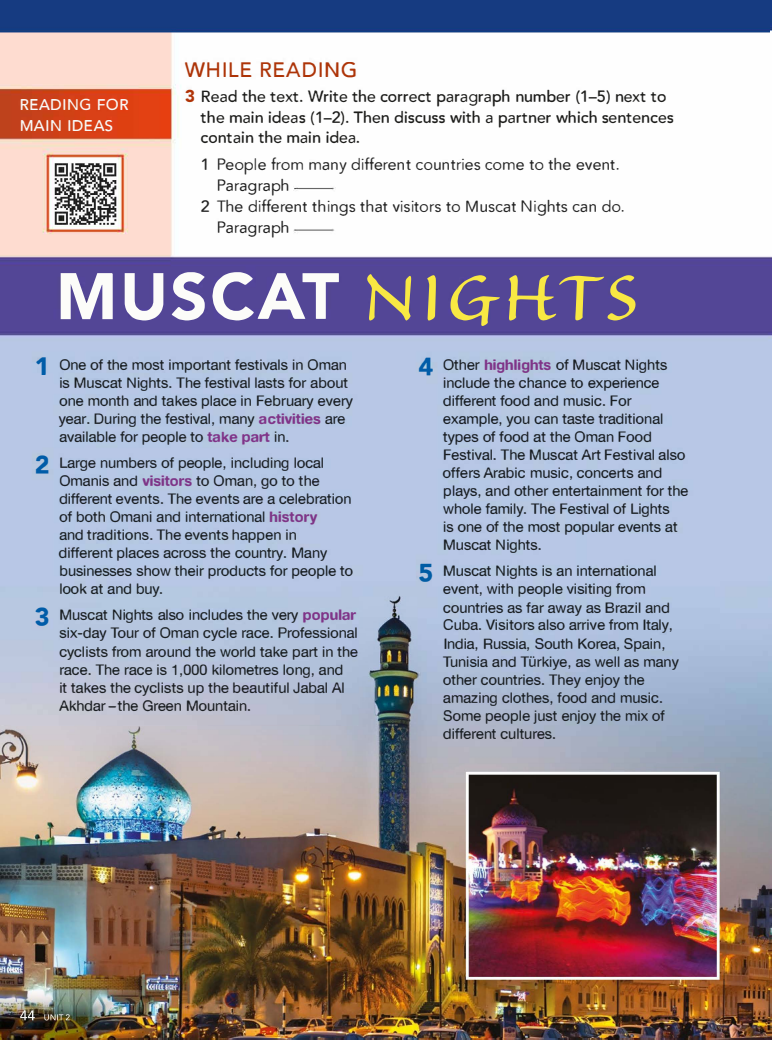 WHILE READING
READING FOR
MAIN IDEAS
3 Read the text. Write the correct paragraph number (1–5) next to
the main ideas (1–2). Then discuss with a partner which sentences
contain the main idea.
1 People from many different countries come to the event.
Paragraph
2 The different things that visitors to Muscat Nights can do.
Paragraph
MUSCAT NIGHTS
1 One of the most important festivals in Oman
is Muscat Nights. The festival lasts for about
one month and takes place in February every
year. During the festival, many activities are
available for people to take part in.
2 Large numbers of people, including local
Omanis and visitors to Oman, go to the
different events. The events are a celebration
of both Omani and international history
and traditions. The events happen in
different places across the country. Many
businesses show their products for people to
look at and buy.
3 Muscat Nights also includes the very popular
six-day Tour of Oman cycle race. Professional
cyclists from around the world take part in the
race. The race is 1,000 kilometres long, and
it takes the cyclists up the beautiful Jabal Al
Akhdar – the Green Mountain.
4 Other highlights of Muscat Nights
include the chance to experience
different food and music. For
example, you can taste traditional
types of food at the Oman Food
Festival. The Muscat Art Festival also
offers Arabic music, concerts and
plays, and other entertainment for the
whole family. The Festival of Lights
is one of the most popular events at
Muscat Nights.
5 Muscat Nights is an international
event, with people visiting from
countries as far away as Brazil and
Cuba. Visitors also arrive from Italy,
India, Russia, South Korea, Spain,
Tunisia and Türkiye, as well as many
other countries. They enjoy the
amazing clothes, food and music.
Some people just enjoy the mix of
different cultures.
44 UNIT 2